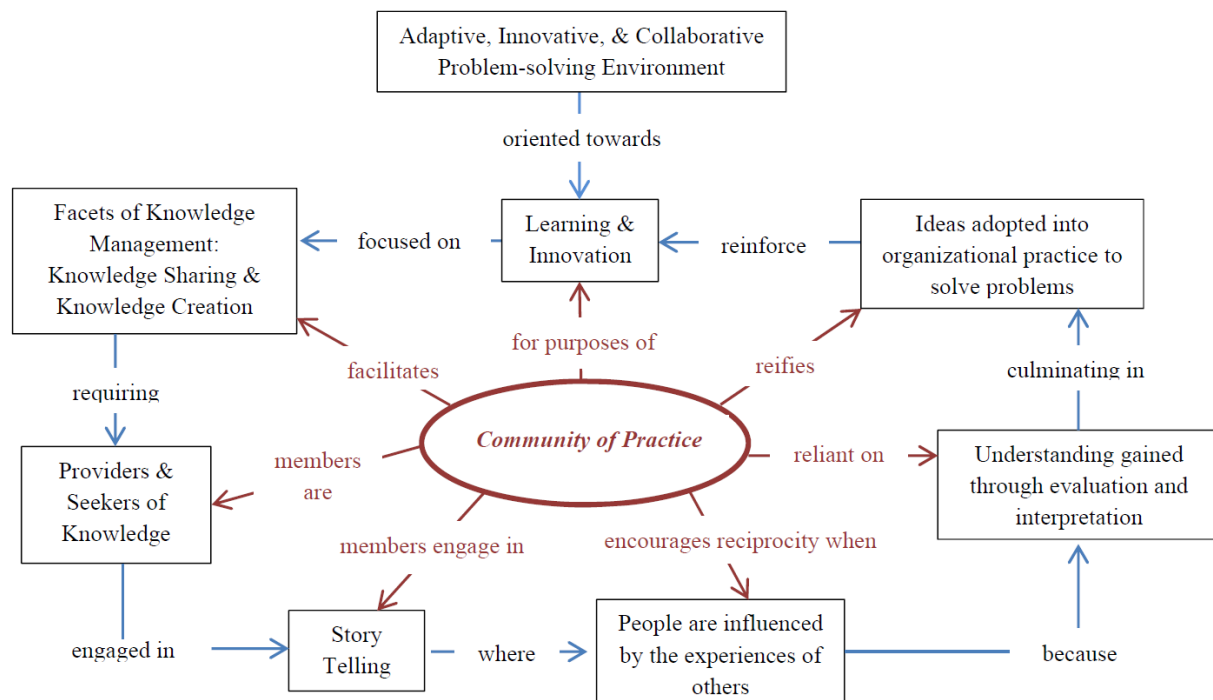 Adaptive, Innovative, & Collaborative
Problem-solving Environment
oriented towards
Facets of Knowledge
Management:
Knowledge Sharing &
Knowledge Creation
focused on
Learning &
Innovation
reinforce
Ideas adopted into
organizational practice to
solve problems
facilitates
for purposes of
reifies
requiring
culminating in
Community of Practice
Providers &
Seekers of
Knowledge
members
are
reliant on
Understanding gained
through evaluation and
interpretation
members engage in
encourages reciprocity when
engaged in
Story
Telling
where
People are influenced
by the experiences of
others
because